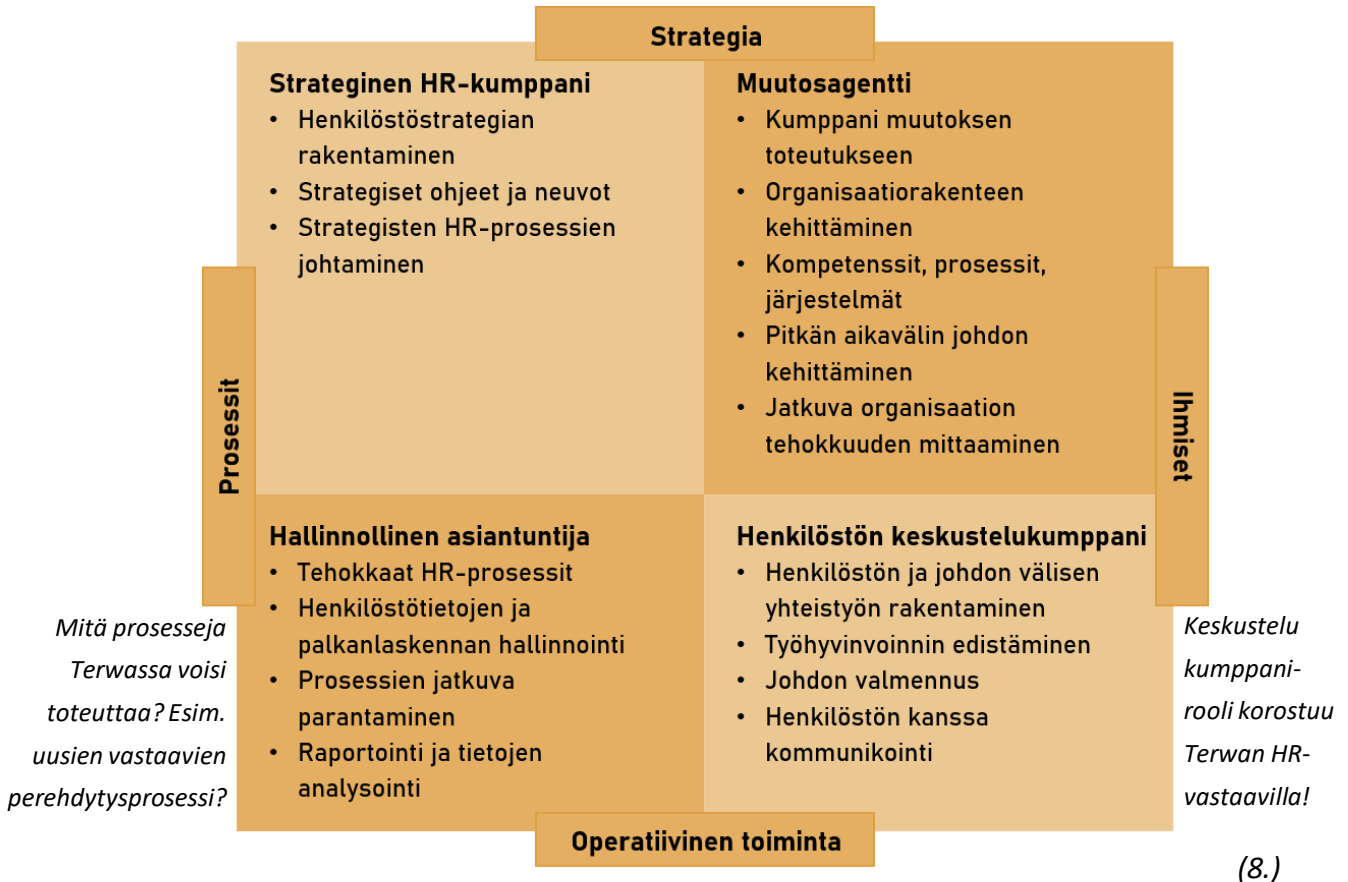 Strategia
Strateginen HR-kumppani
• Henkilöstöstrategian
rakentaminen
• Strategiset ohjeet ja neuvot
• Strategisten HR-prosessien
johtaminen
Muutosagentti
• Kumppani muutoksen
toteutukseen
• Organisaatiorakenteen
kehittäminen
• Kompetenssit, prosessit,
järjestelmät
• Pitkän aikavälin johdon
kehittäminen
• Jatkuva organisaation
tehokkuuden mittaaminen
Prosessit
Ihmiset
Hallinnollinen asiantuntija
• Tehokkaat HR-prosessit
• Henkilöstötietojen ja
palkanlaskennan hallinnointi
• Prosessien jatkuva
parantaminen
• Raportointi ja tietojen
analysointi
Henkilöstön keskustelukumppani
• Henkilöstön ja johdon välisen
yhteistyön rakentaminen
• Työhyvinvoinnin edistäminen
• Johdon valmennus
• Henkilöstön kanssa
kommunikointi
Mitä prosesseja
Terwassa voisi
toteuttaa? Esim.
uusien vastaavien
perehdytysprosessi?
Keskustelu
kumppani-
rooli korostuu
Terwan HR-
vastaavilla!
Operatiivinen toiminta
(8.)